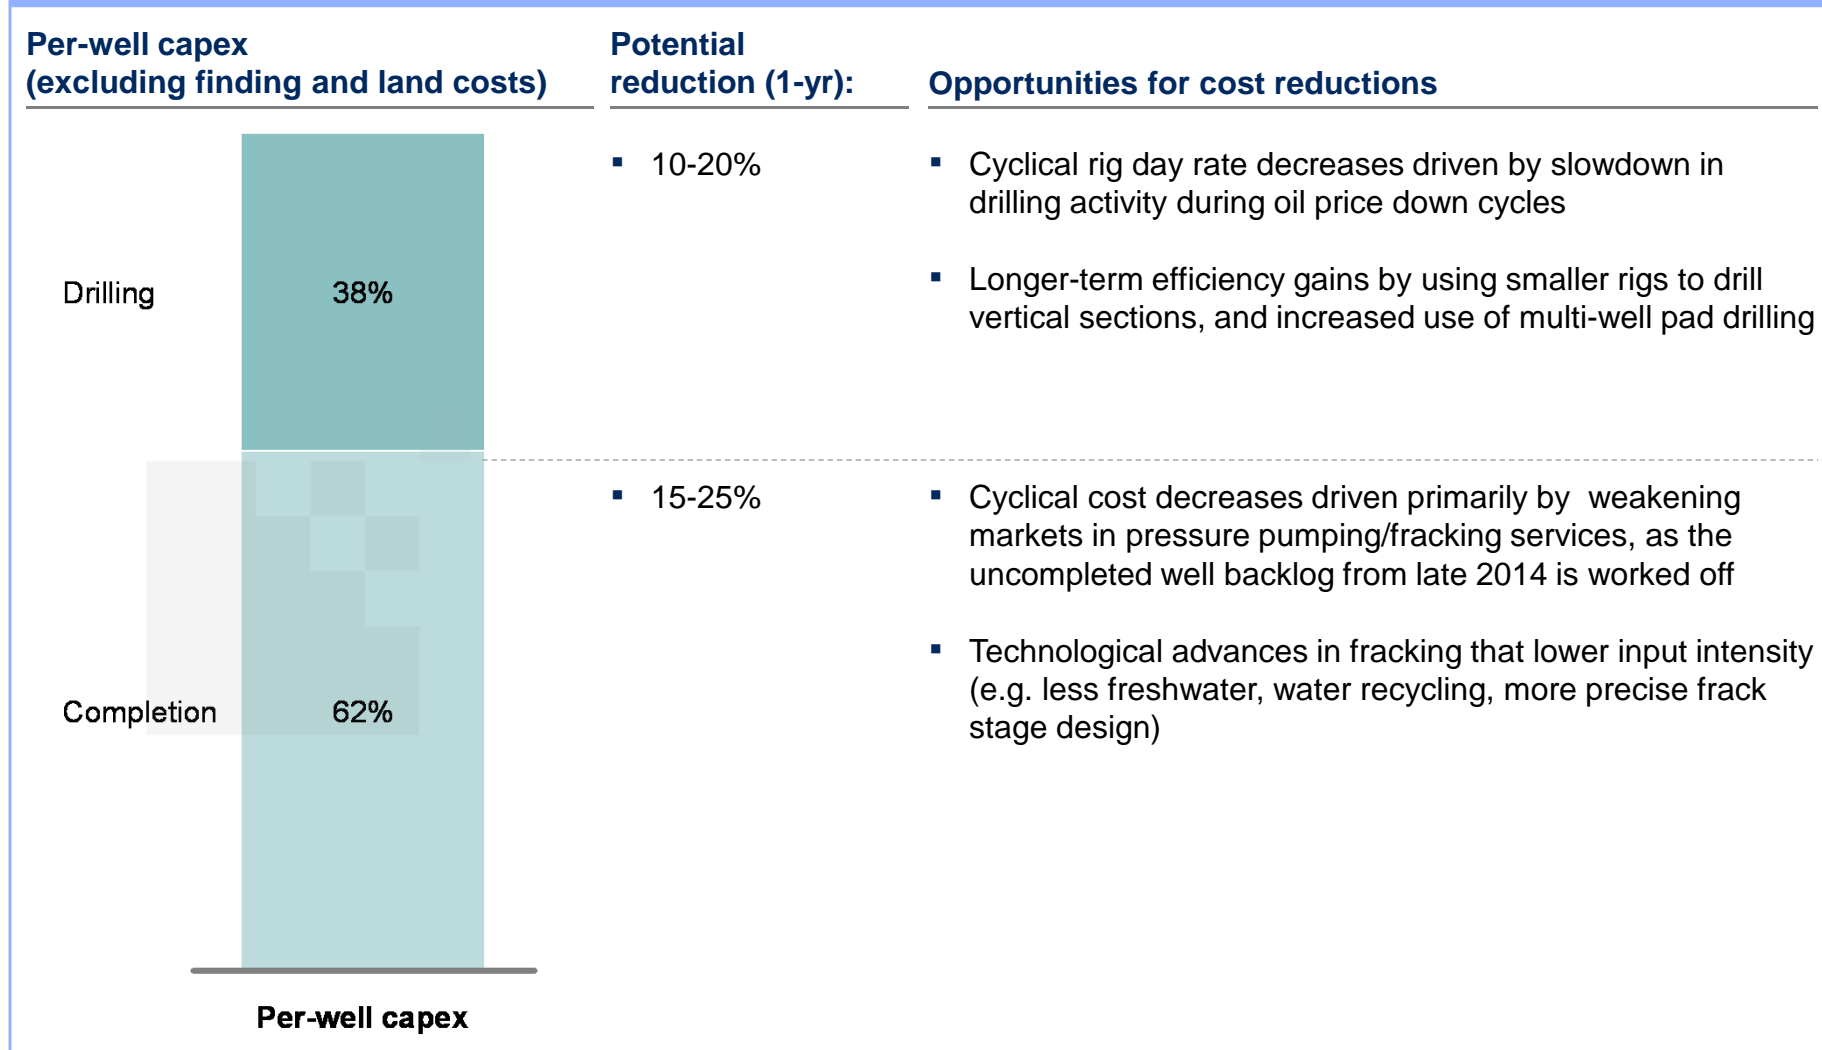 Per-well capex
(excluding finding and land costs)
Potential
reduction (1-yr):
Opportunities for cost reductions
Drilling
38%
▪ 10-20%
▪ Cyclical rig day rate decreases driven by slowdown in
drilling activity during oil price down cycles
▪ Longer-term efficiency gains by using smaller rigs to drill
vertical sections, and increased use of multi-well pad drilling
Completion
62%
▪ 15-25%
▪ Cyclical cost decreases driven primarily by  weakening
markets in pressure pumping/fracking services, as the
uncompleted well backlog from late 2014 is worked off
▪ Technological advances in fracking that lower input intensity
(e.g. less freshwater, water recycling, more precise frack
stage design)
Per-well capex